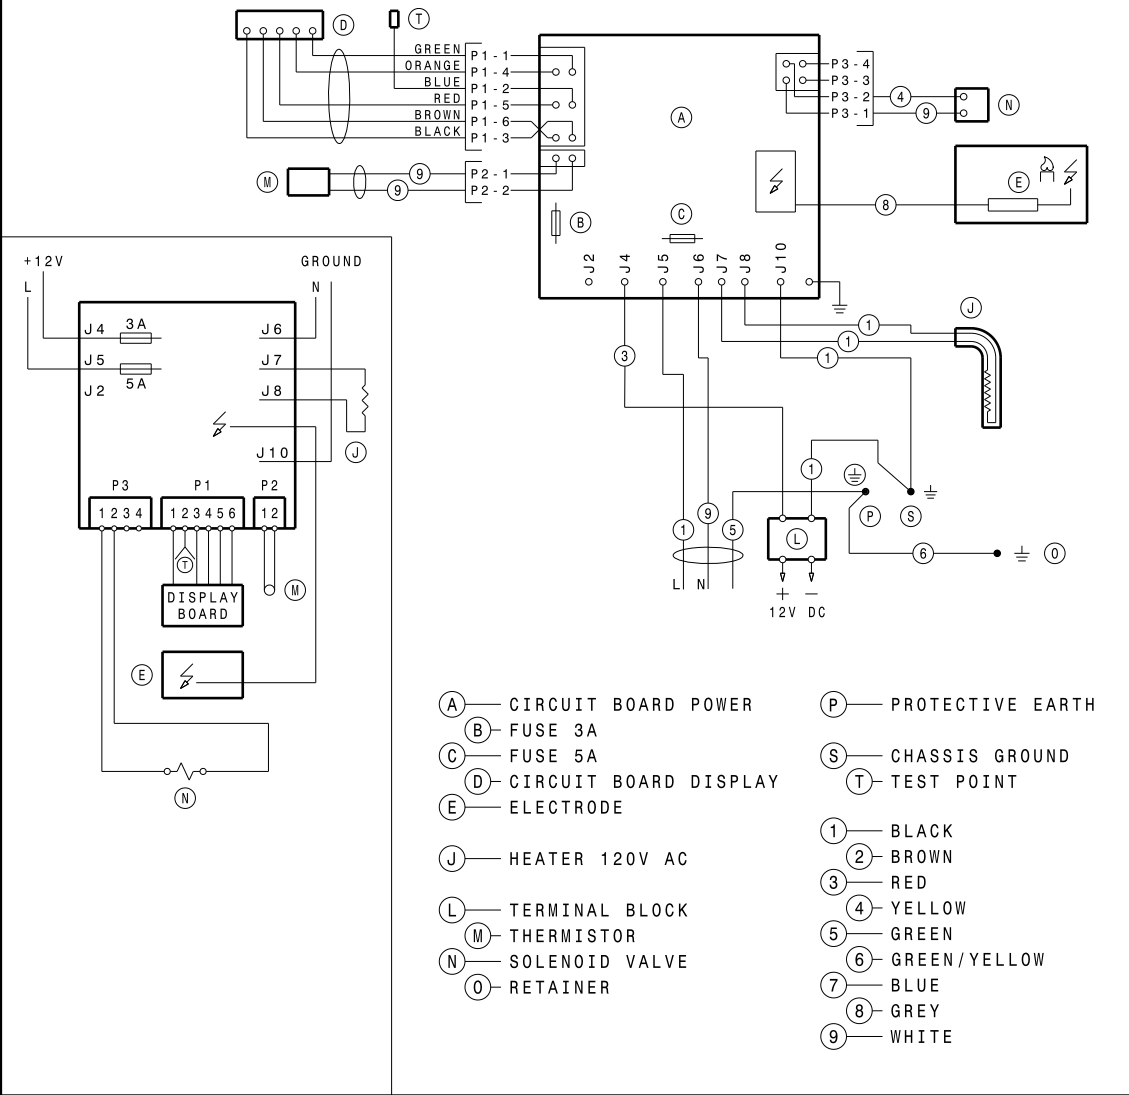 D
T
GREEN P1-1
ORANGE P1-4
BLUE P1-2
RED P1-5
BROWN P1-6
BLACK P1-3
M 9 P2-1
9 P2-2
A
B
C
J2 J4 J5 J6 J7 J8 J10
P3-4
P3-3
P3-2 4
P3-1 9
N
E
8
J
1
1
1
3
1
P
S
1
9
5
L
6
O
L N
+ −
12V DC
+12V
L
GROUND
N
J4 3A
J5
5A
J2
J6
J7
J8
J10
J
P3 P1 P2
1234 123456 12
T
DISPLAY
BOARD
M
E
N
A CIRCUIT BOARD POWER
B FUSE 3A
C FUSE 5A
D CIRCUIT BOARD DISPLAY
E ELECTRODE
J HEATER 120V AC
L TERMINAL BLOCK
M THERMISTOR
N SOLENOID VALVE
O RETAINER
P PROTECTIVE EARTH
S CHASSIS GROUND
T TEST POINT
1 BLACK
2 BROWN
3 RED
4 YELLOW
5 GREEN
6 GREEN/YELLOW
7 BLUE
8 GREY
9 WHITE